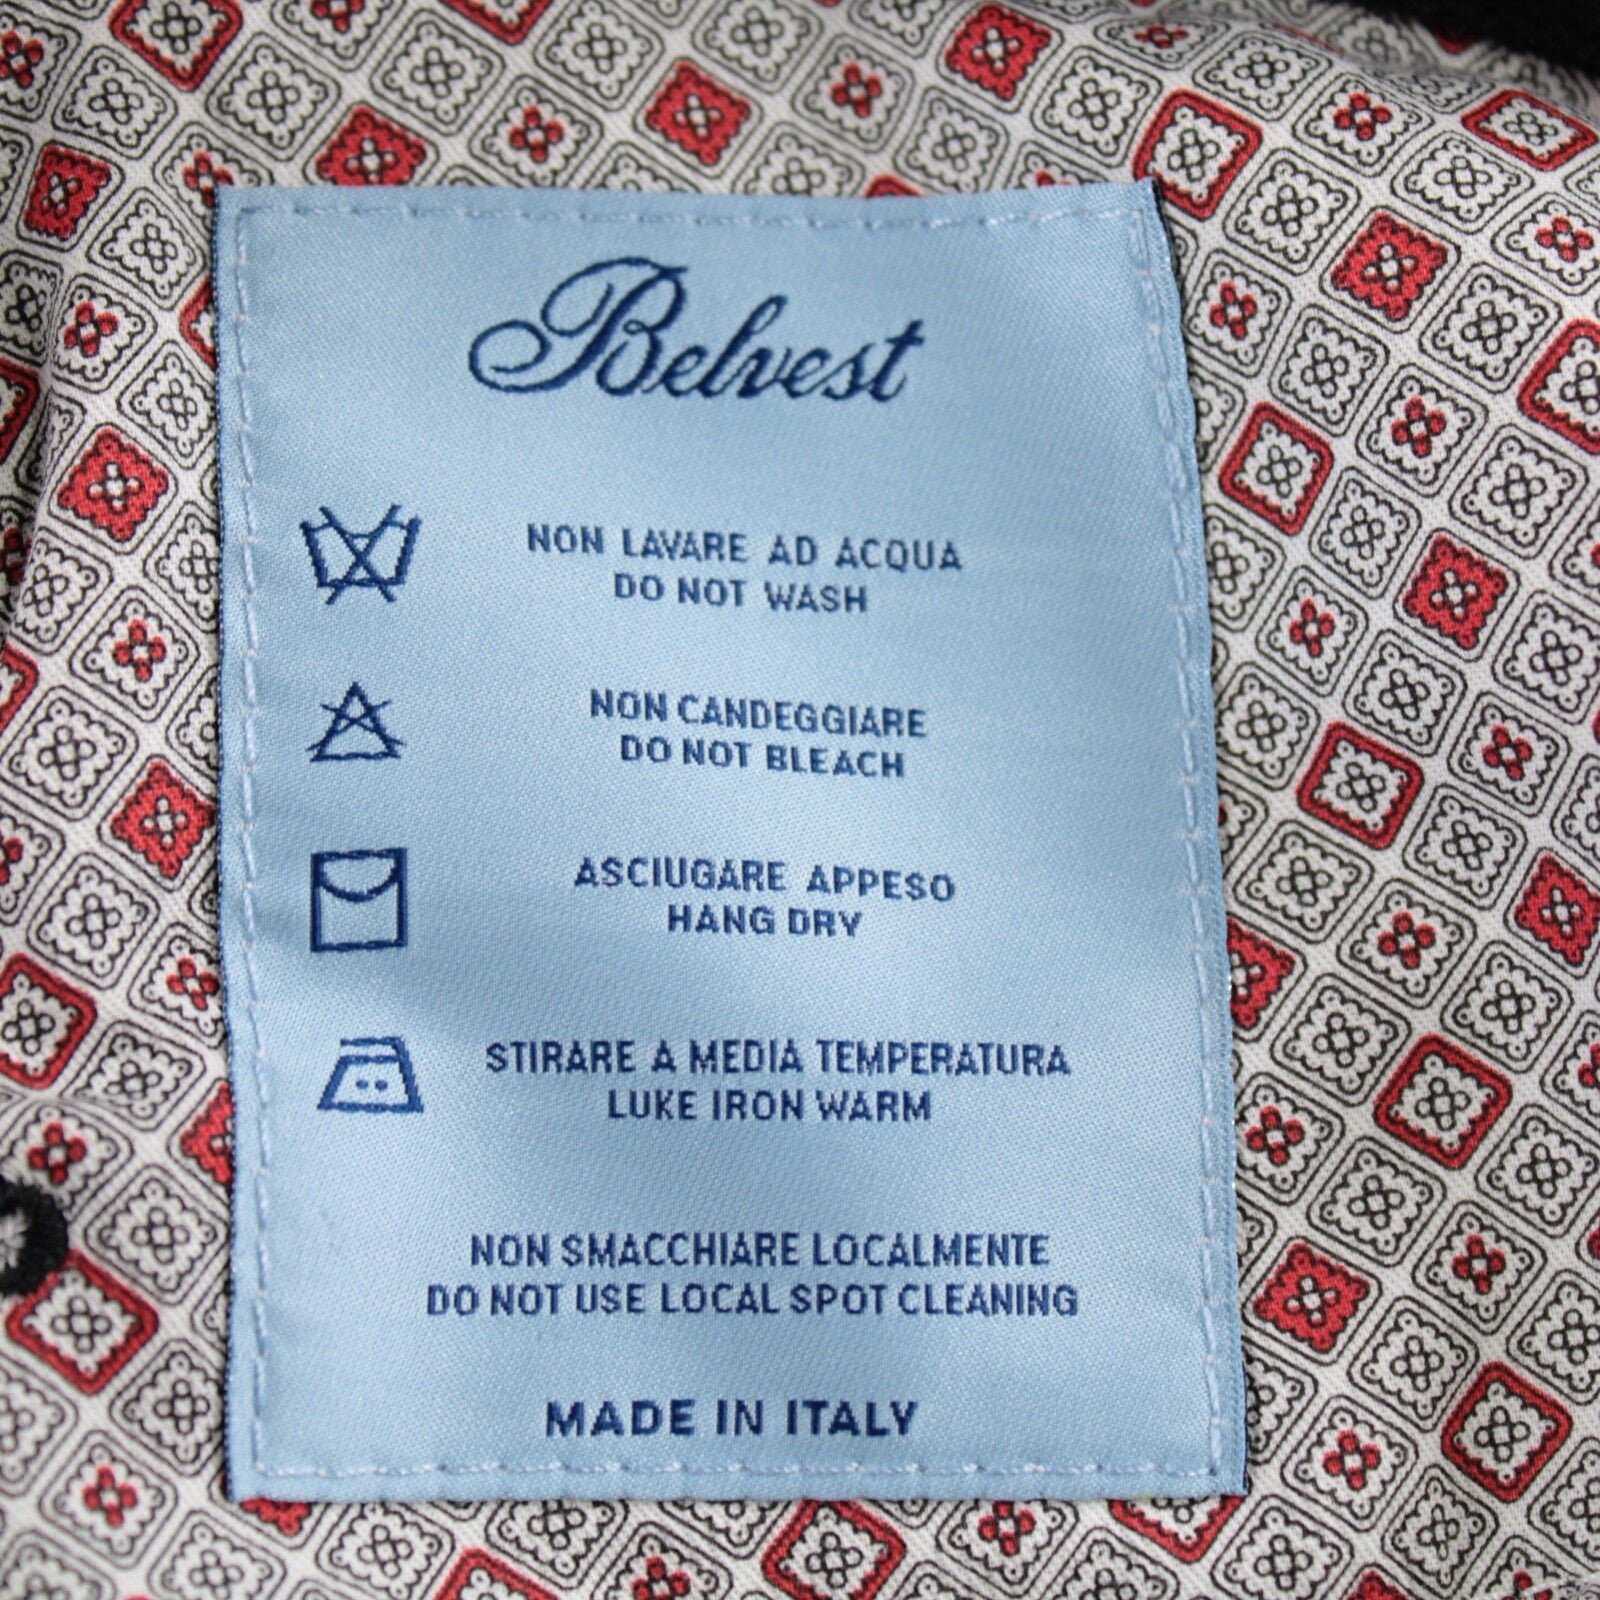 Belvest
NON LAVARE AD ACQUA
DO NOT WASH
NON CANDEGGIARE
DO NOT BLEACH
ASCIUGARE APPESO
HANG DRY
STIRARE A MEDIA TEMPERATURA
LUKE IRON WARM
NON SMACCHIARE LOCALMENTE
DO NOT USE LOCAL SPOT CLEANING
MADE IN ITALY